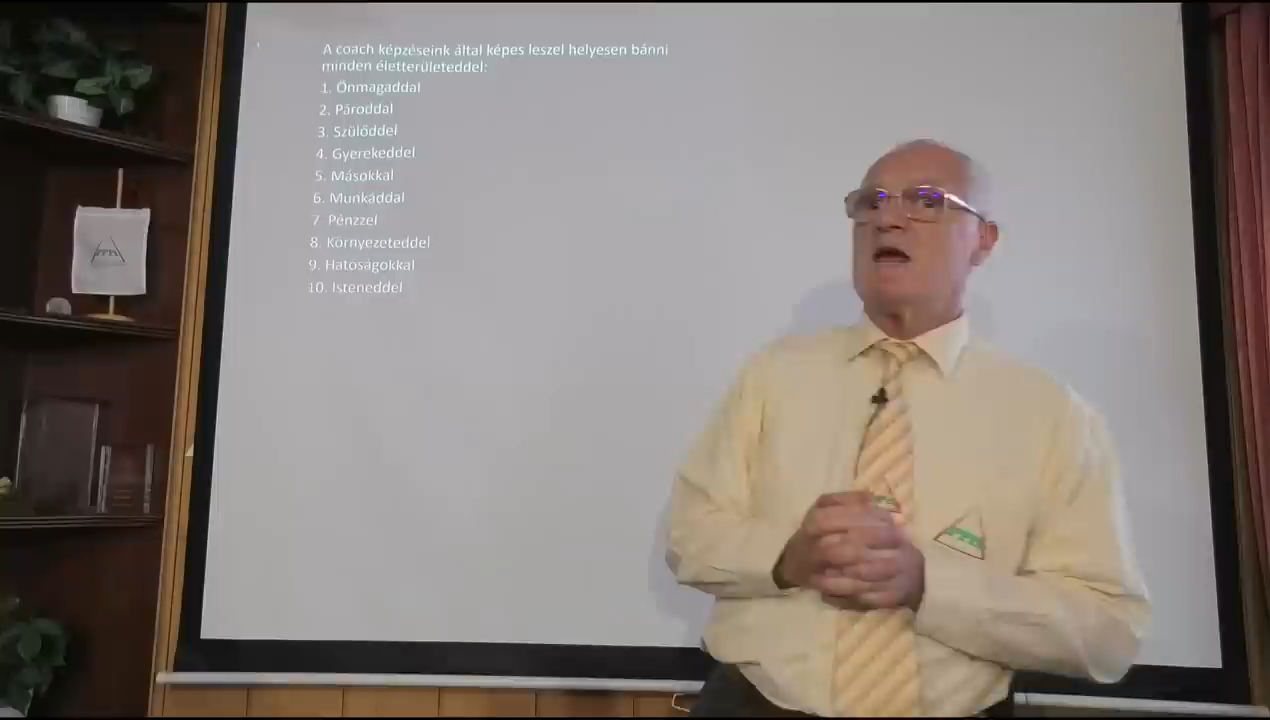 A coach képzéseink által képes leszel helyesen bánni
minden életterületeddel:
1. Önmagaddal
2. Pároddal
3. Szülőddel
4. Gyerekeddel
5. Másokkal
6. Munkáddal
7 Pénzzel
8. Környezeteddel
9. Hatóságokkal
10. Isteneddel